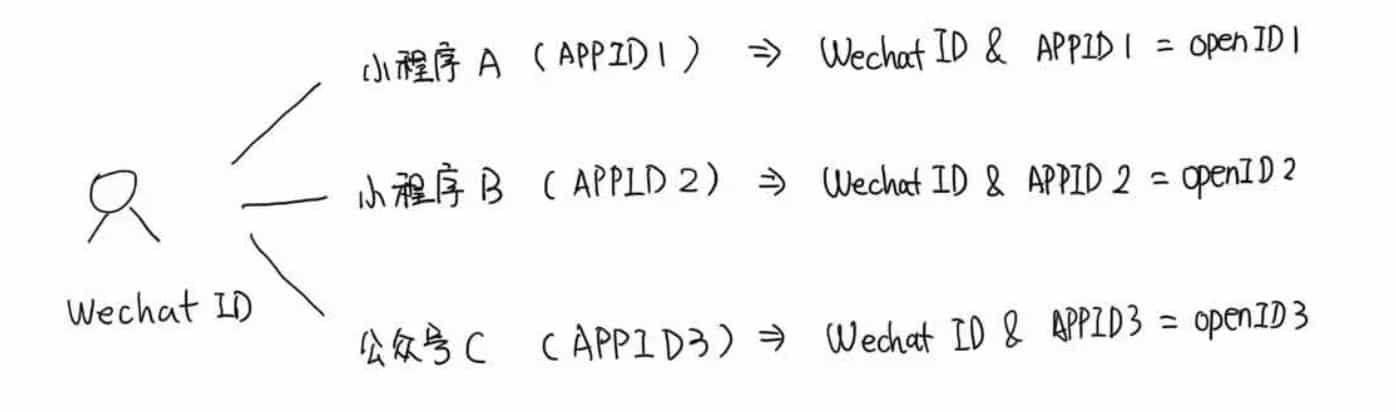 小程序 A （APPID1） ⇒ Wechat ID & APPID1 = openID1
小程序 B （APPID2） ⇒ Wechat ID & APPID2 = openID2
Wechat ID
公众号 C （APPID3） ⇒ Wechat ID & APPID3 = openID3